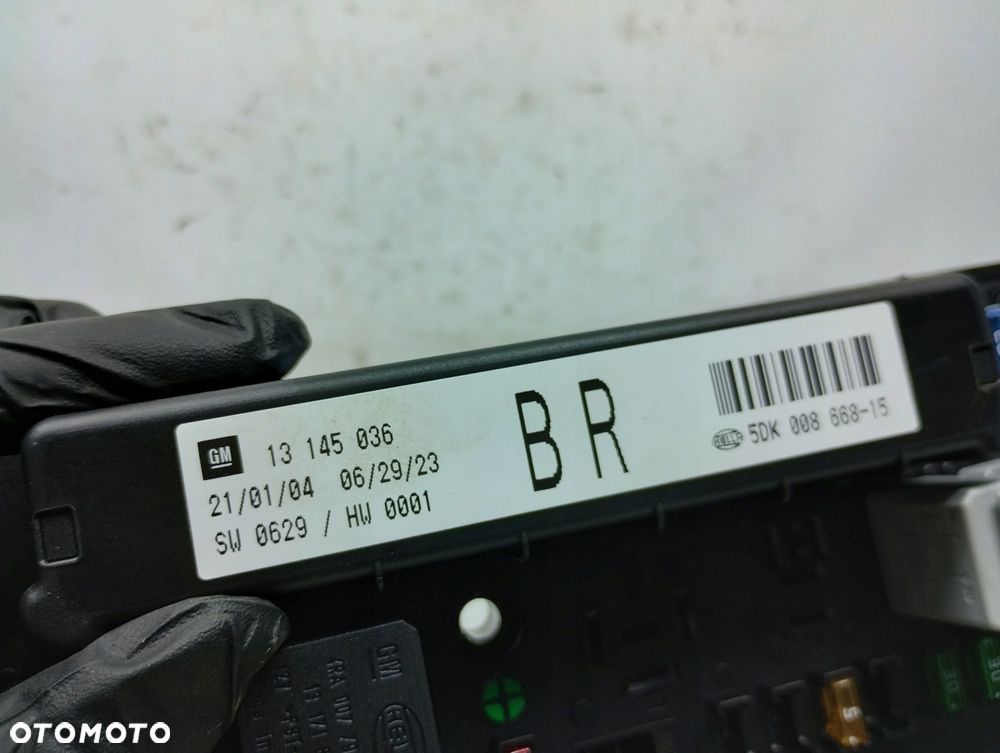 GM 13 145 036
21/01/04 06/29/23
SW 0629 / HW 0001
BR
HELLA 5DK 008 668-15
GM
OTOMOTO